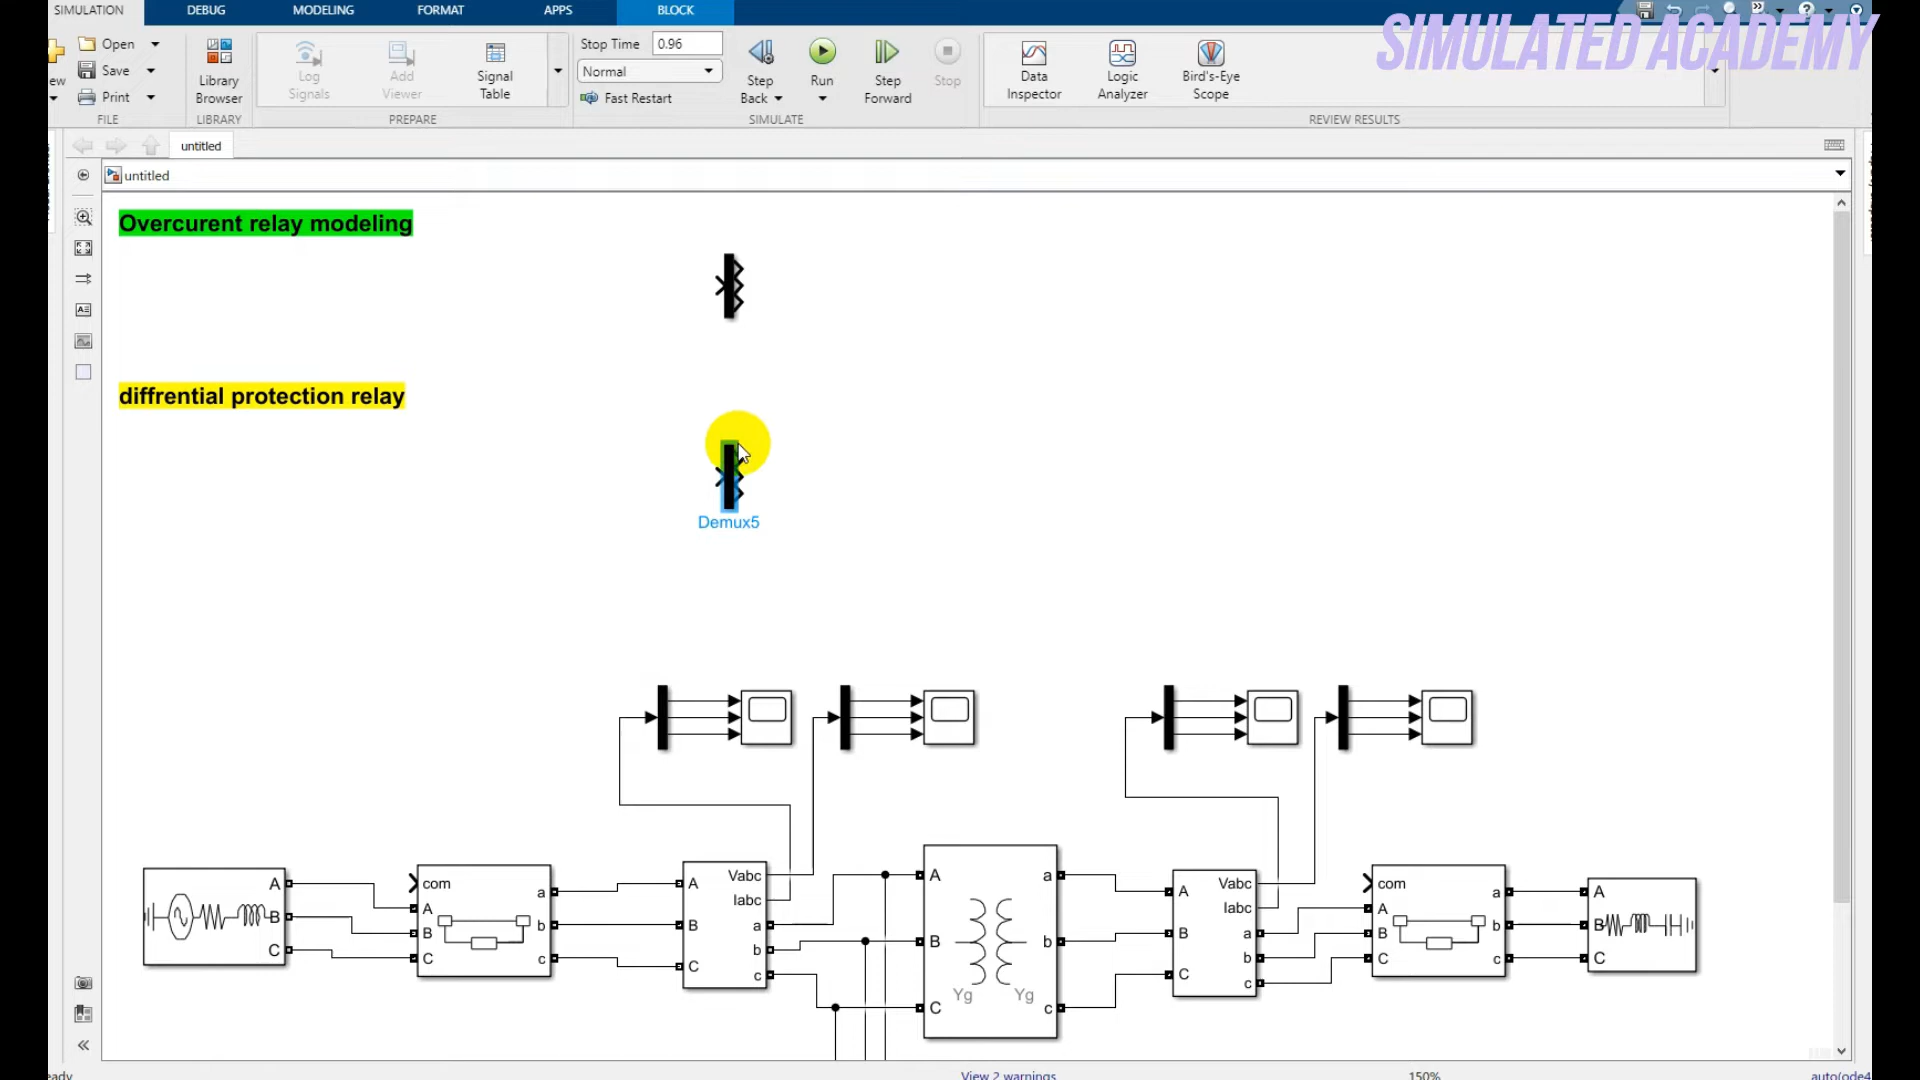 SIMULATION DEBUG MODELING FORMAT APPS BLOCK
SIMULATED ACADEMY
Open
Save
Print
FILE
Library Browser
LIBRARY
Log Signals
Add Viewer
Signal Table
PREPARE
Stop Time 0.96
Normal
Fast Restart
Step Back
Run
Step Forward
Stop
SIMULATE
Data Inspector
Logic Analyzer
Bird's-Eye Scope
REVIEW RESULTS
untitled
untitled
Overcurent relay modeling
diffrential protection relay
Demux5
A
B
C
com
A
B
C
a
b
c
A
B
C
Vabc
Iabc
a
b
c
A
B
C
a
b
c
Yg Yg
A
B
C
Vabc
Iabc
a
b
c
com
A
B
C
a
b
c
A
B
C
View 2 warnings
150%
auto(ode4